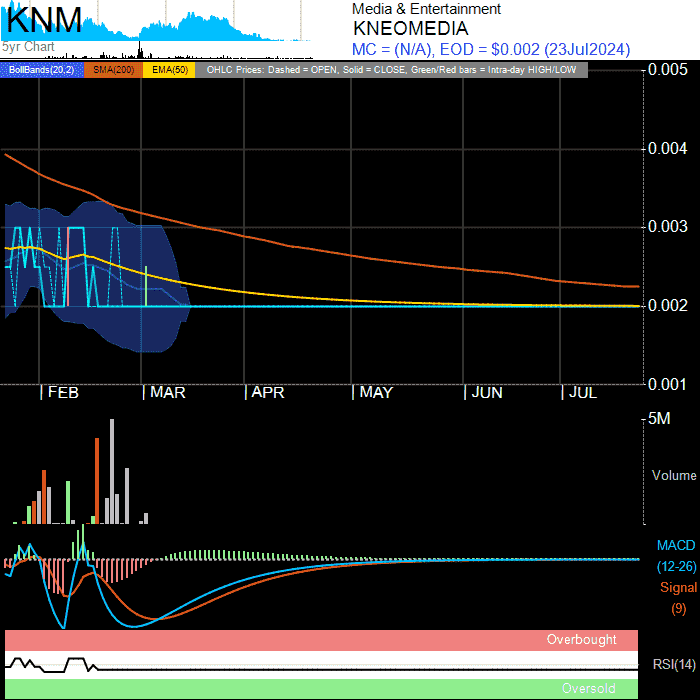 KNM
5yr Chart
Media & Entertainment
KNEOMEDIA
MC = (N/A), EOD = $0.002 (23Jul2024)
BollBands(20,2) SMA(200) EMA(50) OHLC Prices: Dashed = OPEN, Solid = CLOSE, Green/Red bars = Intra-day HIGH/LOW
0.005
0.004
0.003
0.002
0.001
FEB MAR APR MAY JUN JUL
5M
Volume
MACD
(12-26)
Signal
(9)
Overbought
RSI(14)
Oversold